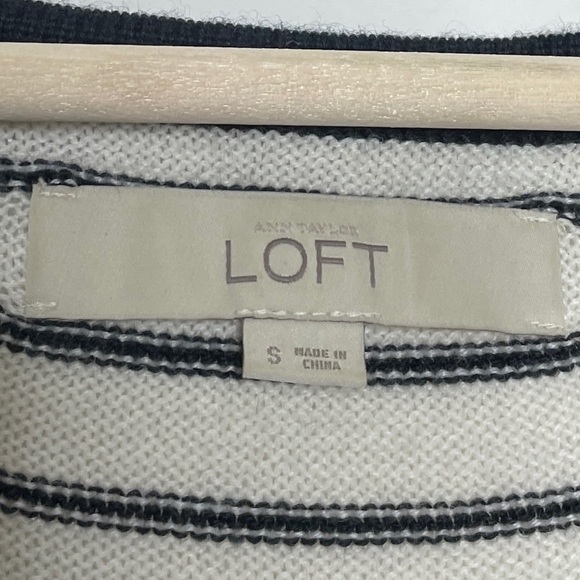 ANN TAYLOR
LOFT
S MADE IN
CHINA